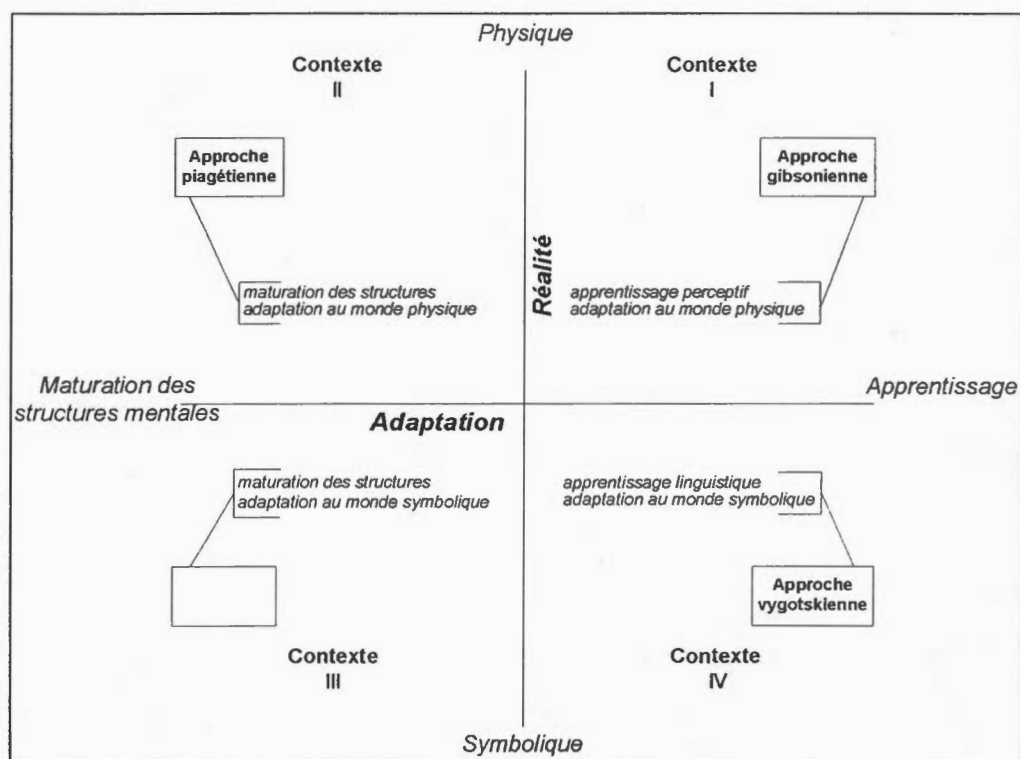 Physique
Contexte
II
Contexte
I
Approche
piagétienne
Approche
gibsonienne
Réalité
maturation des structures
adaptation au monde physique
apprentissage perceptif
adaptation au monde physique
Maturation des
structures mentales
Apprentissage
Adaptation
maturation des structures
adaptation au monde symbolique
apprentissage linguistique
adaptation au monde symbolique
Approche
vygotskienne
Contexte
III
Contexte
IV
Symbolique